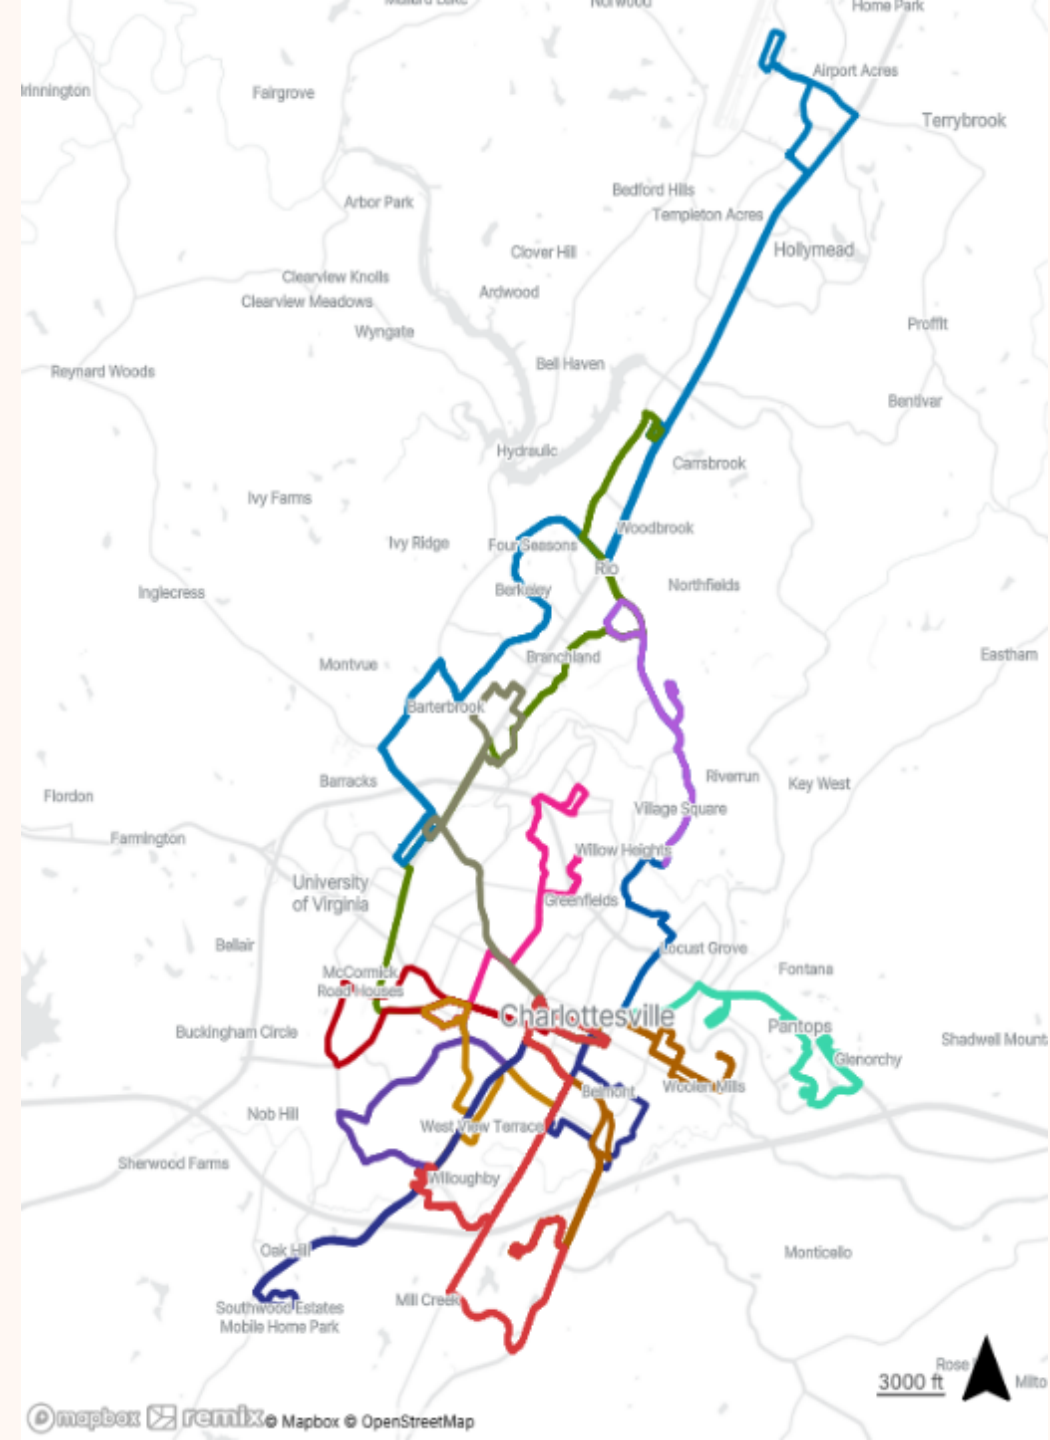 Norwood
Home Park
Airport Acres
Fairgrove
Terrybrook
Bedford Hills
Arbor Park
Templeton Acres
Hollymead
Clover Hill
Clearview Knolls
Ardwood
Clearview Meadows
Proffit
Wyngate
Bell Haven
Reynard Woods
Bentivar
Hydraulic
Carrsbrook
Ivy Farms
Woodbrook
Ivy Ridge
Four Seasons
Rio
Northfields
Berkeley
Inglecress
Eastham
Branchland
Montvue
Barterbrook
Riverrun
Barracks
Key West
Flordon
Village Square
Farmington
Willow Heights
University
of Virginia
Greenfields
Bellair
Locust Grove
Fontana
McCormick
Road Houses
Charlottesville
Pantops
Buckingham Circle
Shadwell Mount
Glenorchy
Woolen Mills
Belmont
Nob Hill
West View Terrace
Sherwood Farms
Willoughby
Oak Hill
Monticello
Mill Creek
Southwood Estates
Mobile Home Park
Rose
3000 ft
Milto
mapbox remix © Mapbox © OpenStreetMap